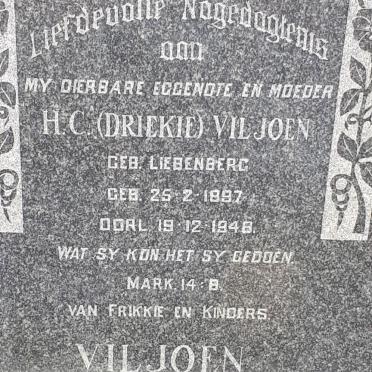 Liefdevolle Nagedagtenis
aan
MY DIERBARE EGGENOTE EN MOEDER
H.C. (DRIEKIE) VILJOEN
GEB. LIEBENBERG
GEB. 25-2-1897
OORL. 19-12-1948.
WAT SY KON HET SY GEDOEN.
MARK. 14-8.
VAN FRIKKIE EN KINDERS.
VILJOEN